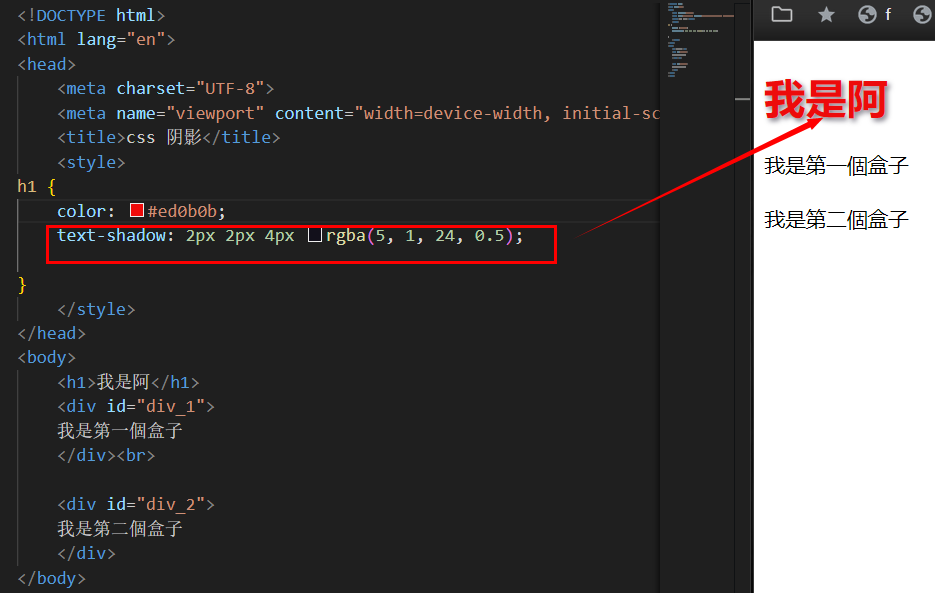 <!DOCTYPE html>
<html lang="en">
<head>
<meta charset="UTF-8">
<meta name="viewport" content="width=device-width, initial-sc
<title>css 阴影</title>
<style>
h1 {
color: #ed0b0b;
text-shadow: 2px 2px 4px rgba(5, 1, 24, 0.5);
}
</style>
</head>
<body>
<h1>我是阿</h1>
<div id="div_1">
我是第一個盒子
</div><br>
<div id="div_2">
我是第二個盒子
</div>
</body>
f
我是阿
我是第一個盒子
我是第二個盒子